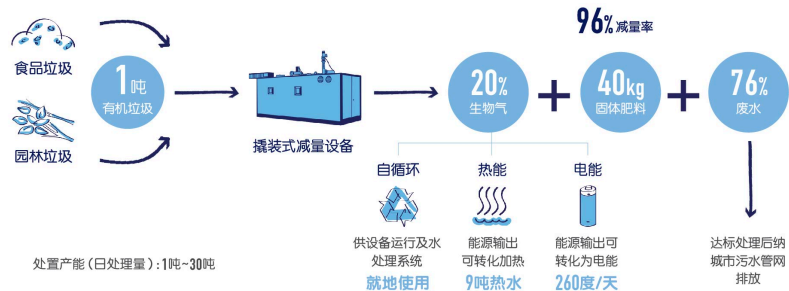 96%减量率
食品垃圾
1吨
有机垃圾
园林垃圾
撬装式减量设备
20%
生物气
40kg
固体肥料
76%
废水
自循环
热能
电能
供设备运行及水
处理系统
就地使用
能源输出
可转化加热
9吨热水
能源输出可
转化为电能
260度/天
达标处理后纳
城市污水管网
排放
处置产能(日处理量):1吨~30吨